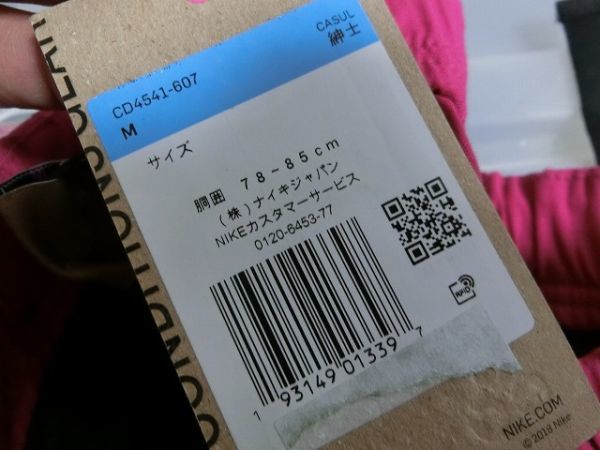 CONDITIONS GEAR
CASUL
紳士
CD4541-607
M
サイズ
胴囲 78-85cm
(株)ナイキジャパン
NIKEカスタマーサービス
0120-6453-77
RFID
1 93149 01339 7
NIKE.COM
© 2018 Nike